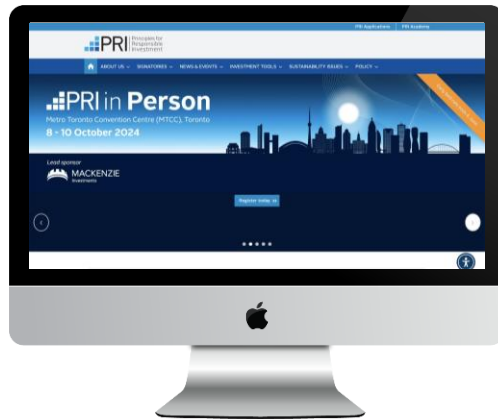 PRI Applications PRI Academy
PRI Principles for
Responsible
Investment
ABOUT US SIGNATORIES NEWS & EVENTS INVESTMENT TOOLS SUSTAINABILITY ISSUES POLICY
PRI in Person
Metro Toronto Convention Centre (MTCC), Toronto
8 - 10 October 2024
Lead sponsor
MACKENZIE
Investments
Register today